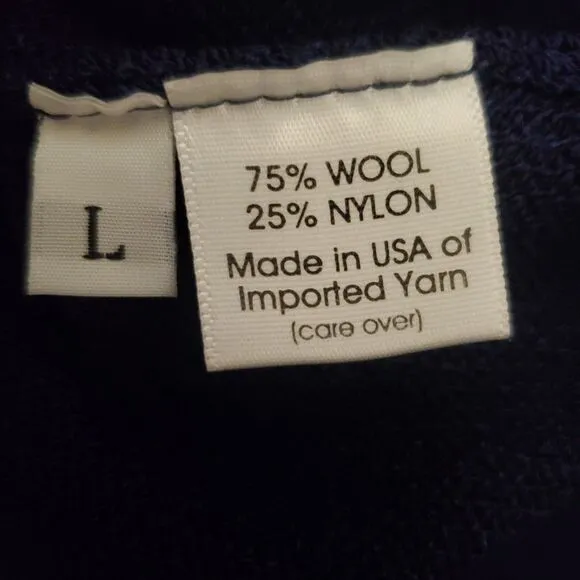 L
75% WOOL
25% NYLON
Made in USA of
Imported Yarn
(care over)